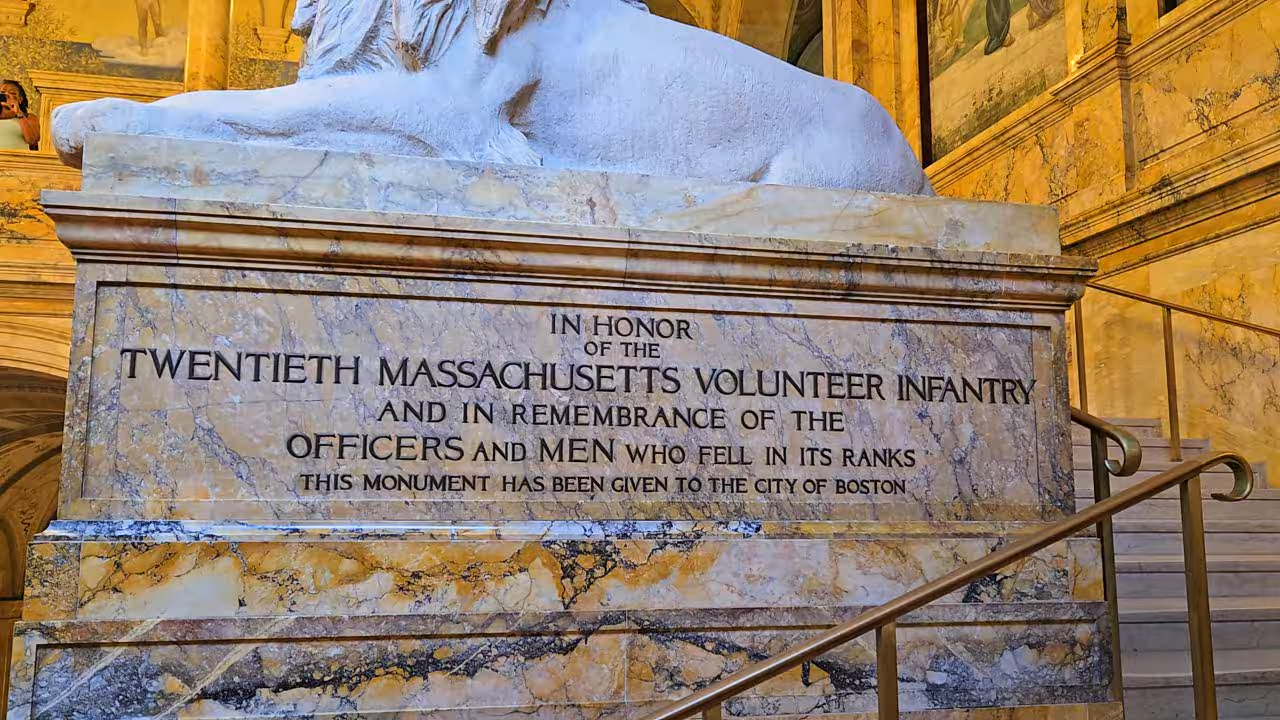 IN HONOR
OF THE
TWENTIETH MASSACHUSETTS VOLUNTEER INFANTRY
AND IN REMEMBRANCE OF THE
OFFICERS AND MEN WHO FELL IN ITS RANKS
THIS MONUMENT HAS BEEN GIVEN TO THE CITY OF BOSTON